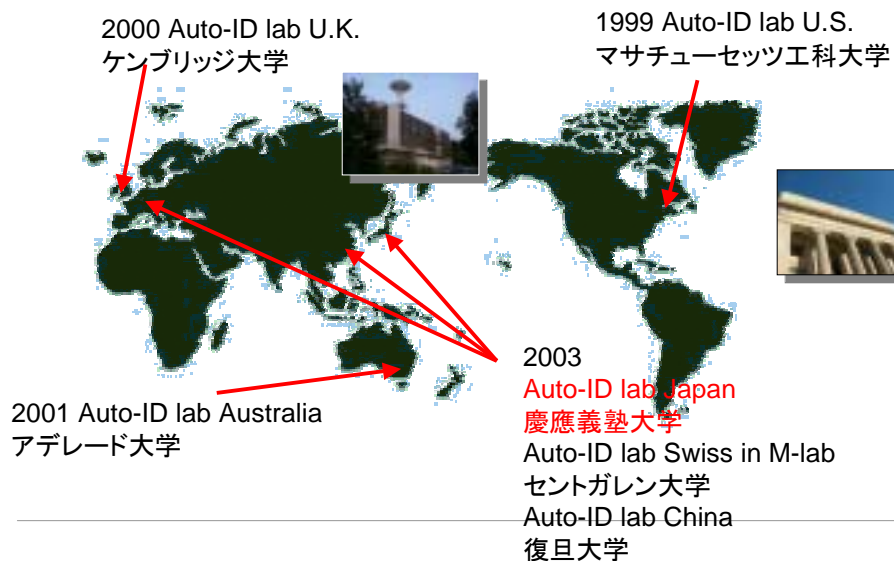 2000 Auto-ID lab U.K.
ケンブリッジ大学
1999 Auto-ID lab U.S.
マサチューセッツ工科大学
2001 Auto-ID lab Australia
アデレード大学
2003
Auto-ID lab Japan
慶應義塾大学
Auto-ID lab Swiss in M-lab
セントガレン大学
Auto-ID lab China
復旦大学